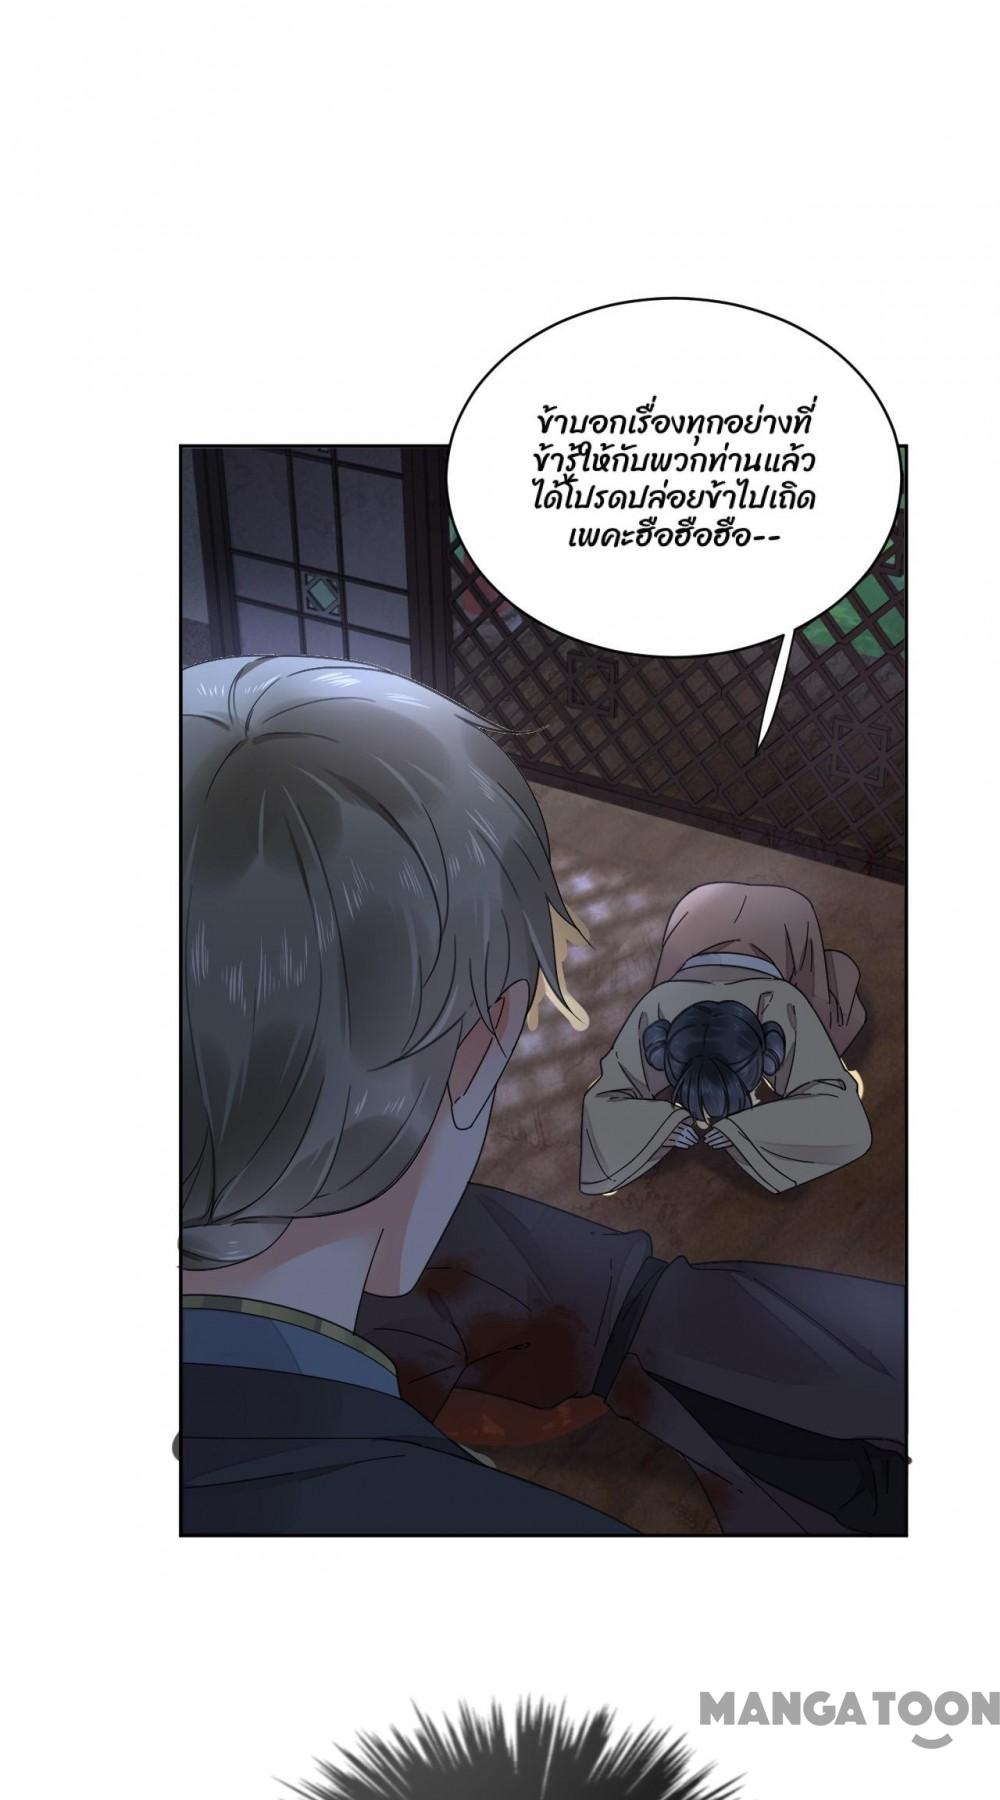 ข้าบอกเรื่องทุกอย่างที่
ข้ารู้ให้กับพวกท่านแล้ว
ได้โปรดปล่อยข้าไปเถิด
เพคะฮือฮือฮือ--
MANGATOON